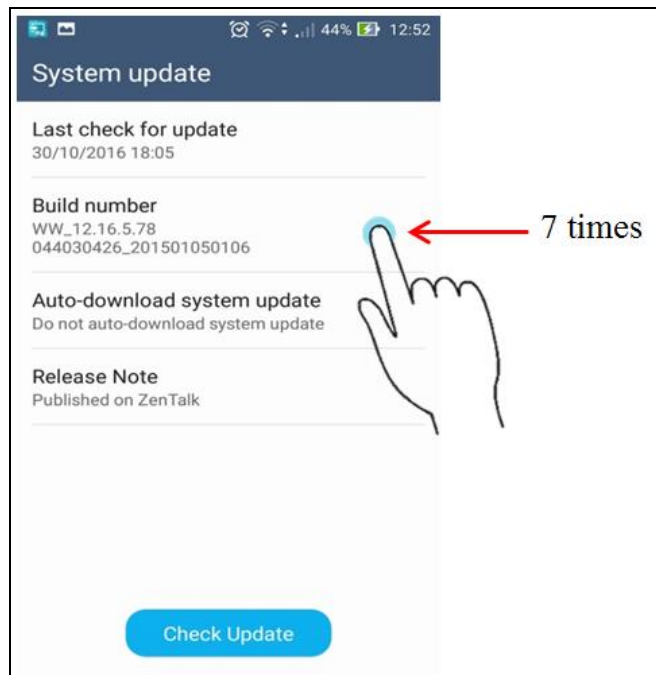 44% 12:52
System update
Last check for update
30/10/2016 18:05
Build number
WW_12.16.5.78
044030426_201501050106
7 times
Auto-download system update
Do not auto-download system update
Release Note
Published on ZenTalk
Check Update